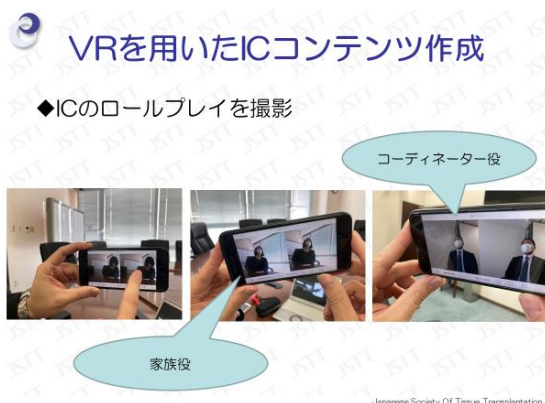 VRを用いたICコンテンツ作成
◆ICのロールプレイを撮影
コーディネーター役
家族役
Japanese Society Of Tissue Transplantation